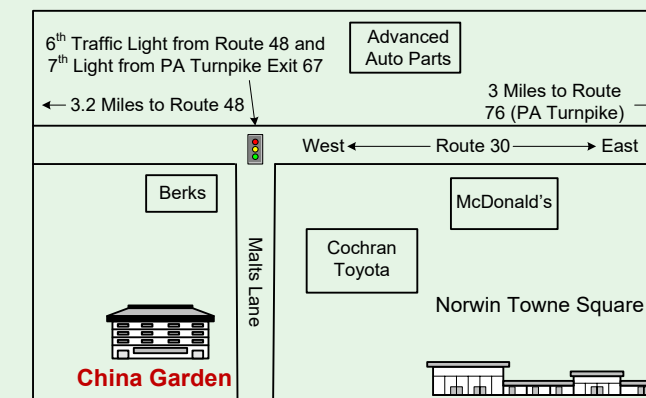 6th Traffic Light from Route 48 and
7th Light from PA Turnpike Exit 67
Advanced
Auto Parts
3.2 Miles to Route 48
3 Miles to Route
76 (PA Turnpike)
West
Route 30
East
Berks
McDonald's
Malts Lane
Cochran
Toyota
Norwin Towne Square
China Garden